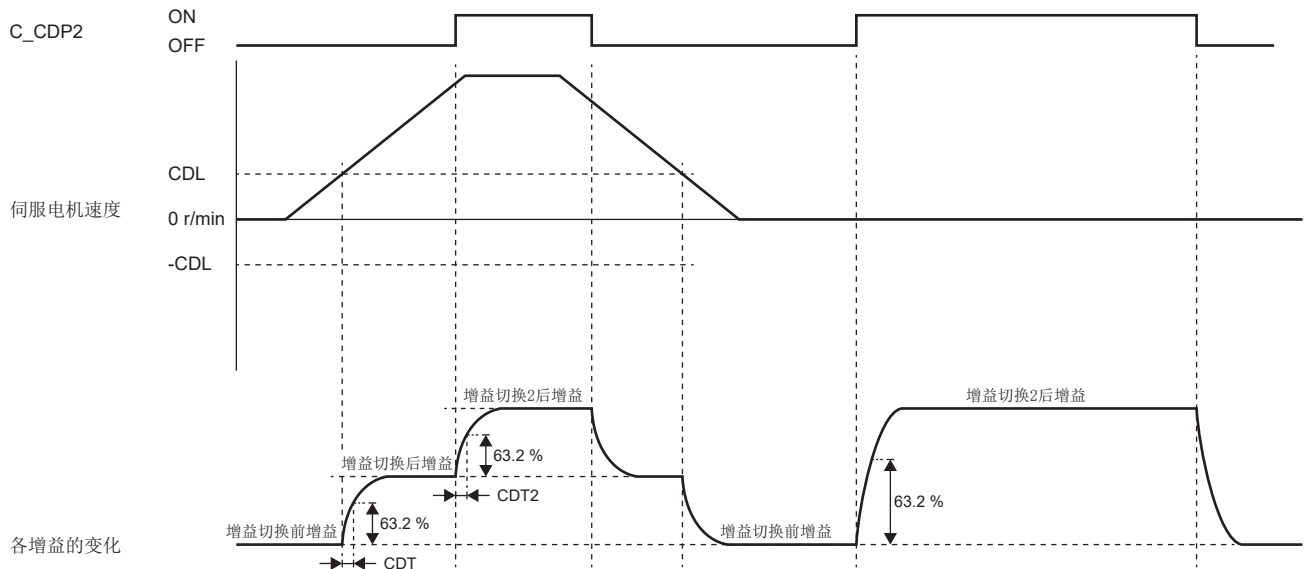 C_CDP2
ON
OFF
伺服电机速度
CDL
0 r/min
-CDL
各增益的变化
增益切换前增益
增益切换后增益
63.2 %
CDT
增益切换2后增益
63.2 %
CDT2
增益切换前增益
增益切换2后增益
63.2 %